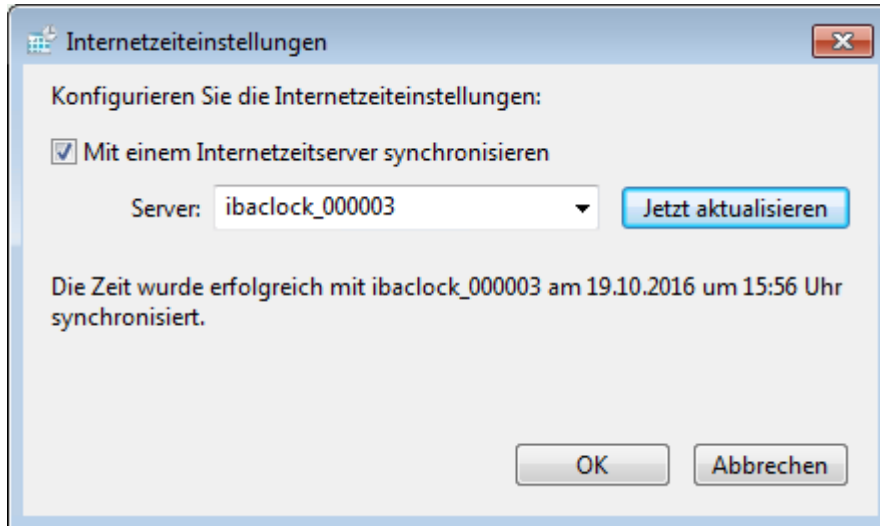 Internetzeiteinstellungen
Konfigurieren Sie die Internetzeiteinstellungen:
Mit einem Internetzeitserver synchronisieren
Server: ibaclock_000003 Jetzt aktualisieren
Die Zeit wurde erfolgreich mit ibaclock_000003 am 19.10.2016 um 15:56 Uhr
synchronisiert.
OK Abbrechen